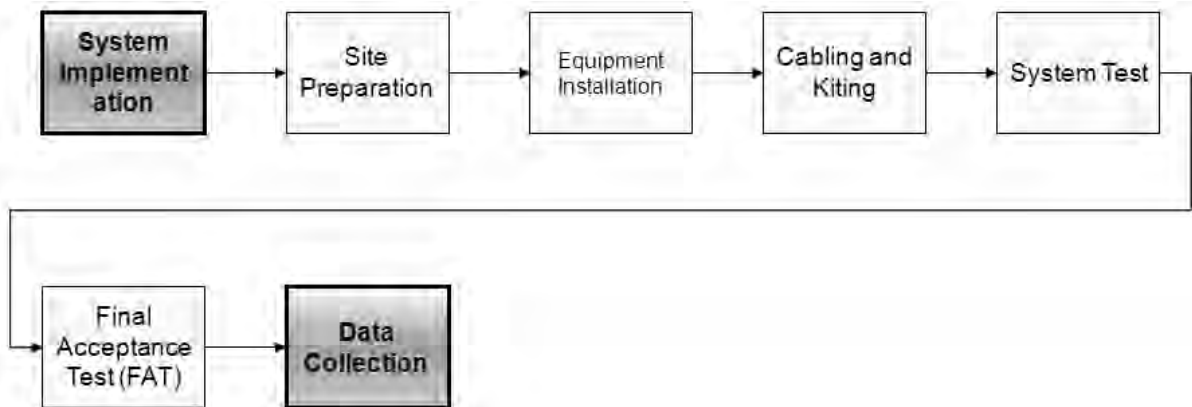 System
Implement
ation
Site
Preparation
Equipment
Installation
Cabling and
Kiting
System Test
Final
Acceptance
Test (FAT)
Data
Collection